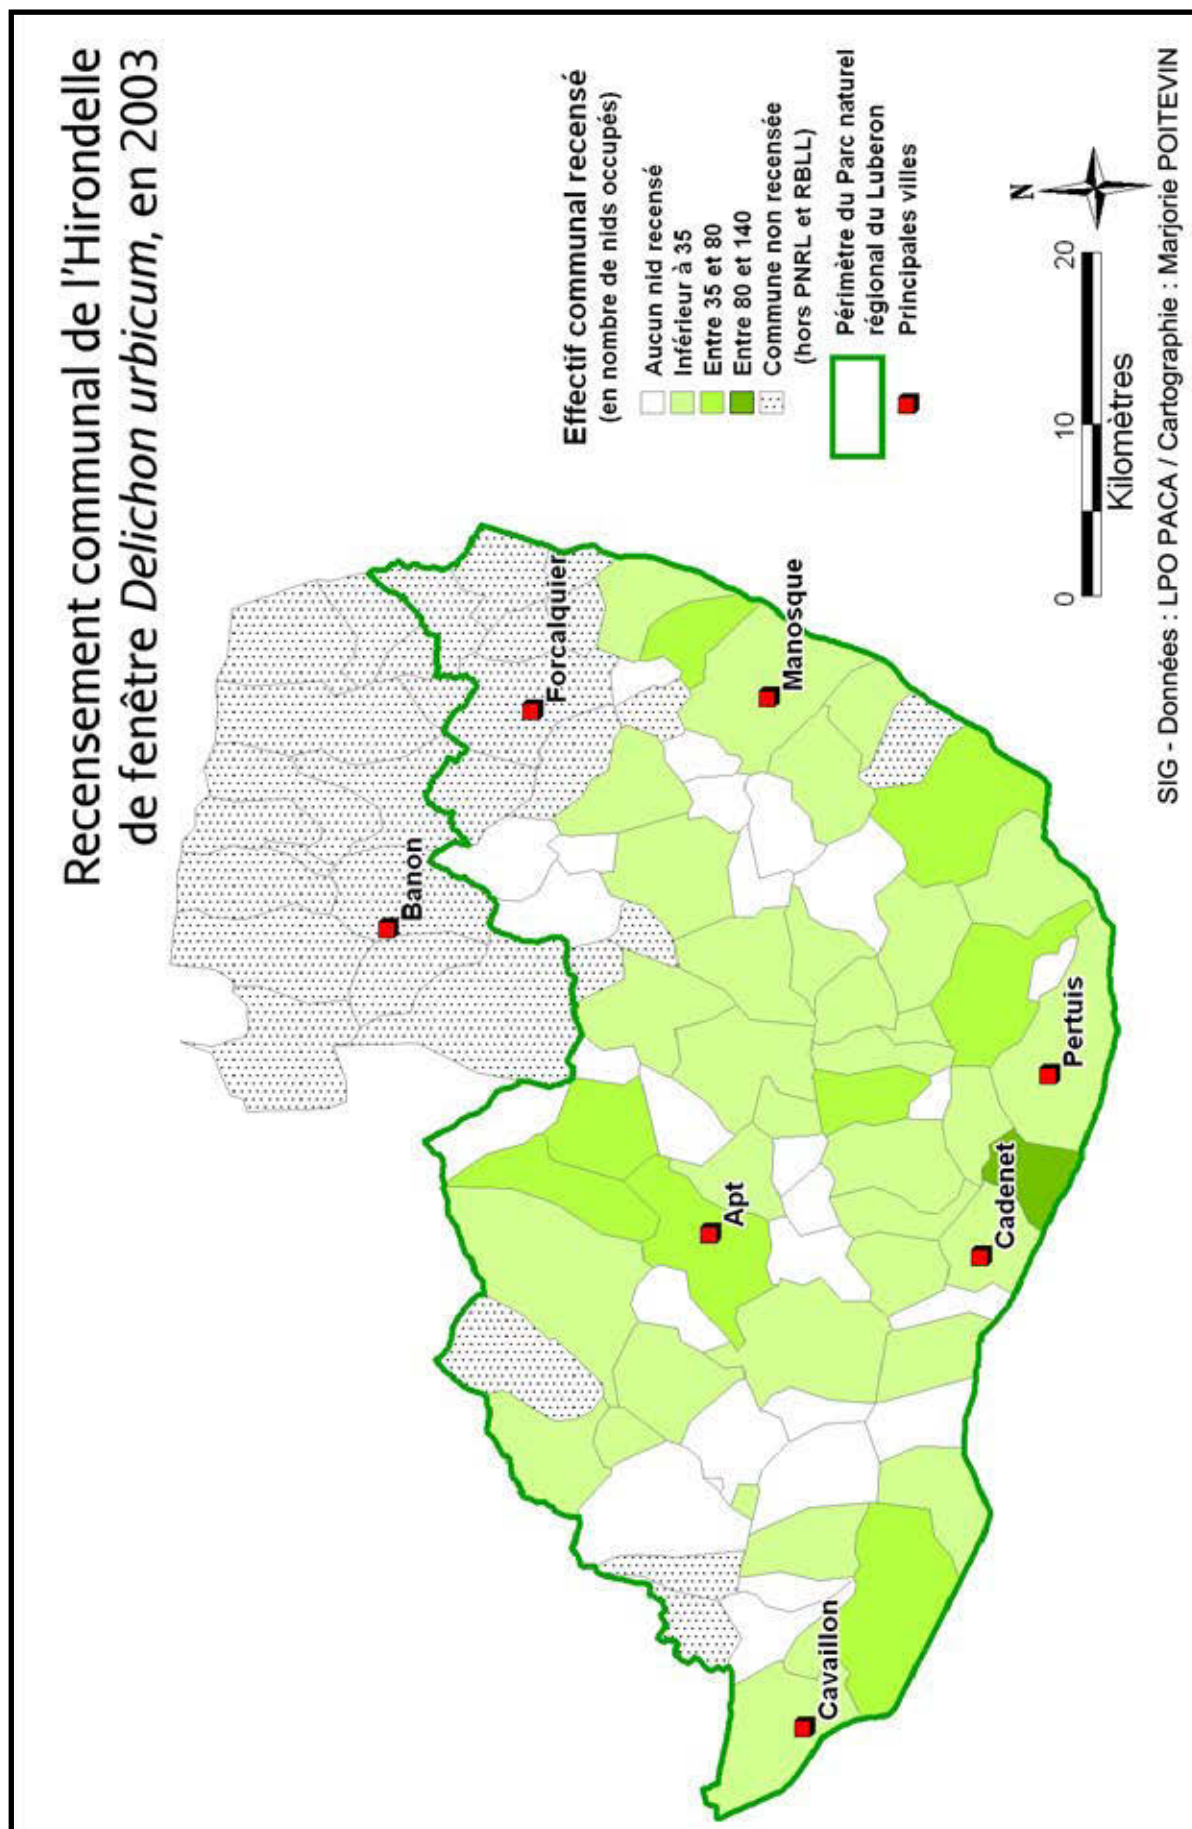 Recensement communal de l'Hirondelle
de fenêtre Delichon urbicum, en 2003
Effectif communal recensé
(en nombre de nids occupés)
Aucun nid recensé
Inférieur à 35
Entre 35 et 80
Entre 80 et 140
Commune non recensée
(hors PNRL et RBLL)
Périmètre du Parc naturel
régional du Luberon
Principales villes
N
0 10 20
Kilomètres
Banon
Forcalquier
Apt
Manosque
Cavaillon
Cadenet
Pertuis
SIG - Données : LPO PACA / Cartographie : Marjorie POITEVIN